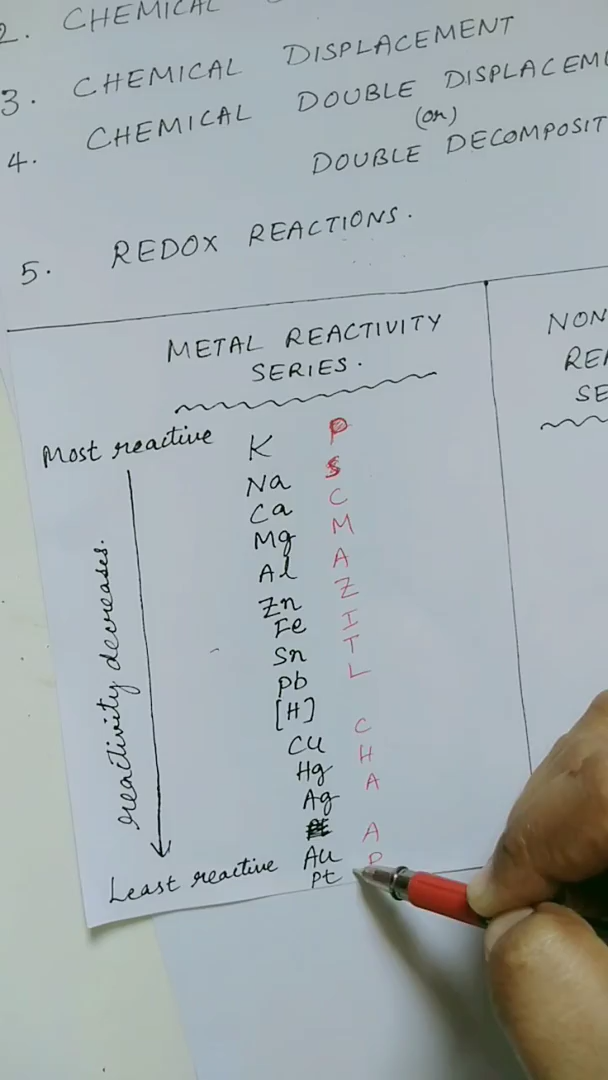 2. CHEMICAL
3. CHEMICAL DISPLACEMENT
4. CHEMICAL DOUBLE DISPLACEM
(or)
DOUBLE DECOMPOSIT
5. REDOX REACTIONS.
METAL REACTIVITY
SERIES.
Most reactive K P
Na S
Ca C
Mg M
Al A
Zn Z
Fe I
Sn T
Pb L
[H]
Cu C
Hg H
Ag A
Au A
Pt P
reactivity decreases.
Least reactive
NON
REA
SE